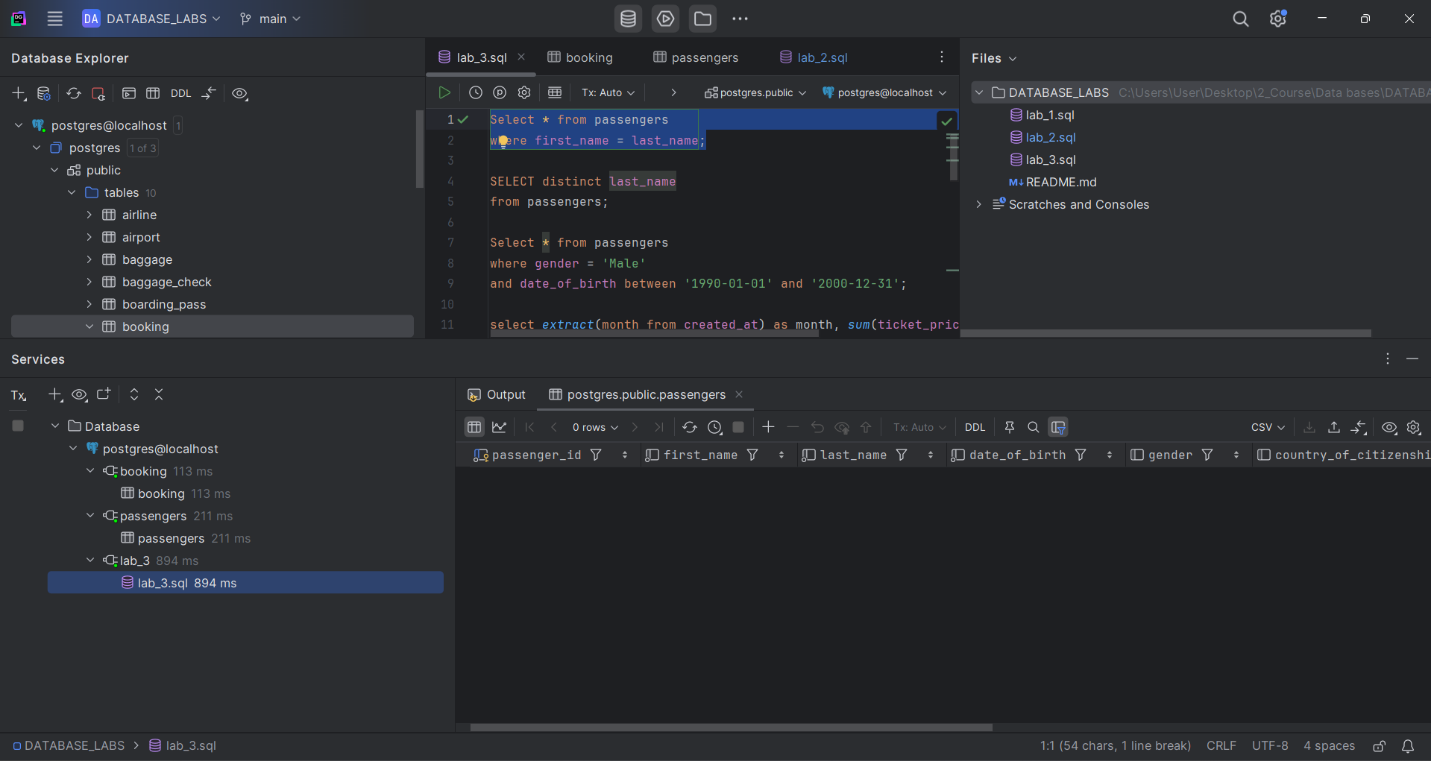 DA DATABASE_LABS main
Database Explorer
DDL
postgres@localhost 1
postgres 1 of 3
public
tables 10
airline
airport
baggage
baggage_check
boarding_pass
booking
lab_3.sql booking passengers lab_2.sql
Tx: Auto postgres.public postgres@localhost
1 Select * from passengers
2 where first_name = last_name;
3
4 SELECT distinct last_name
5 from passengers;
6
7 Select * from passengers
8 where gender = 'Male'
9 and date_of_birth between '1990-01-01' and '2000-12-31';
10
11 select extract(month from created_at) as month, sum(ticket_pric
Files
DATABASE_LABS C:\Users\User\Desktop\2_Course\Data bases\DATABA
lab_1.sql
lab_2.sql
lab_3.sql
M↓ README.md
Scratches and Consoles
Services
Tx
Database
postgres@localhost
booking 113 ms
booking 113 ms
passengers 211 ms
passengers 211 ms
lab_3 894 ms
lab_3.sql 894 ms
Output postgres.public.passengers
0 rows Tx: Auto DDL CSV
passenger_id first_name last_name date_of_birth gender country_of_citizenshi
DATABASE_LABS > lab_3.sql
1:1 (54 chars, 1 line break) CRLF UTF-8 4 spaces